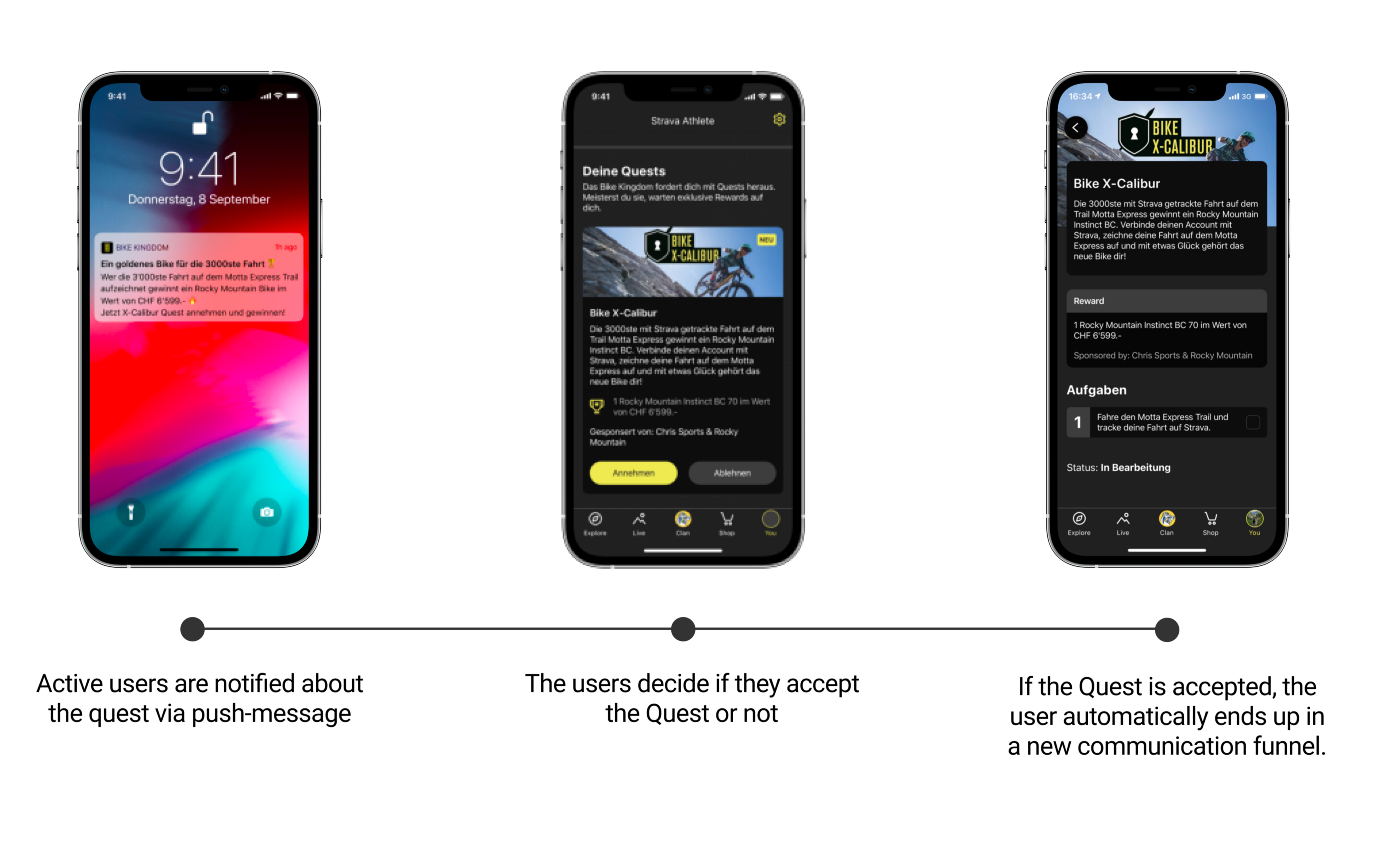 9:41
9:41
Donnerstag, 8 September
BIKE KINGDOM 1h ago
Ein goldenes Bike für die 3000ste Fahrt 🏆
Wer die 3'000ste Fahrt auf dem Motta Express Trail
aufzeichnet gewinnt ein Rocky Mountain Bike im
Wert von CHF 6'599.- 🔥
Jetzt X-Calibur Quest annehmen und gewinnen!
Active users are notified about
the quest via push-message
9:41
Strava Athlete
Deine Quests
Das Bike Kingdom fordert dich mit Quests heraus.
Meisterst du sie, warten exklusive Rewards auf
dich.
BIKE
X-CALIBUR
NEU
Bike X-Calibur
Die 3000ste mit Strava getrackte Fahrt auf dem
Trail Motta Express gewinnt ein Rocky Mountain
Instinct BC. Verbinde deinen Account mit
Strava, zeichne deine Fahrt auf dem Motta
Express auf und mit etwas Glück gehört das
neue Bike dir!
1 Rocky Mountain Instinct BC 70 im Wert
von CHF 6'599.-
Gesponsert von: Chris Sports & Rocky
Mountain
Annehmen Ablehnen
Explore Live Clan Shop You
The users decide if they accept
the Quest or not
16:34 3G
BIKE
X-CALIBUR
Bike X-Calibur
Die 3000ste mit Strava getrackte Fahrt auf dem
Trail Motta Express gewinnt ein Rocky Mountain
Instinct BC. Verbinde deinen Account mit
Strava, zeichne deine Fahrt auf dem Motta
Express auf und mit etwas Glück gehört das
neue Bike dir!
Reward
1 Rocky Mountain Instinct BC 70 im Wert von
CHF 6'599.-
Sponsored by: Chris Sports & Rocky Mountain
Aufgaben
1 Fahre den Motta Express Trail und
tracke deine Fahrt auf Strava.
Status: In Bearbeitung
Explore Live Clan Shop You
If the Quest is accepted, the
user automatically ends up in
a new communication funnel.